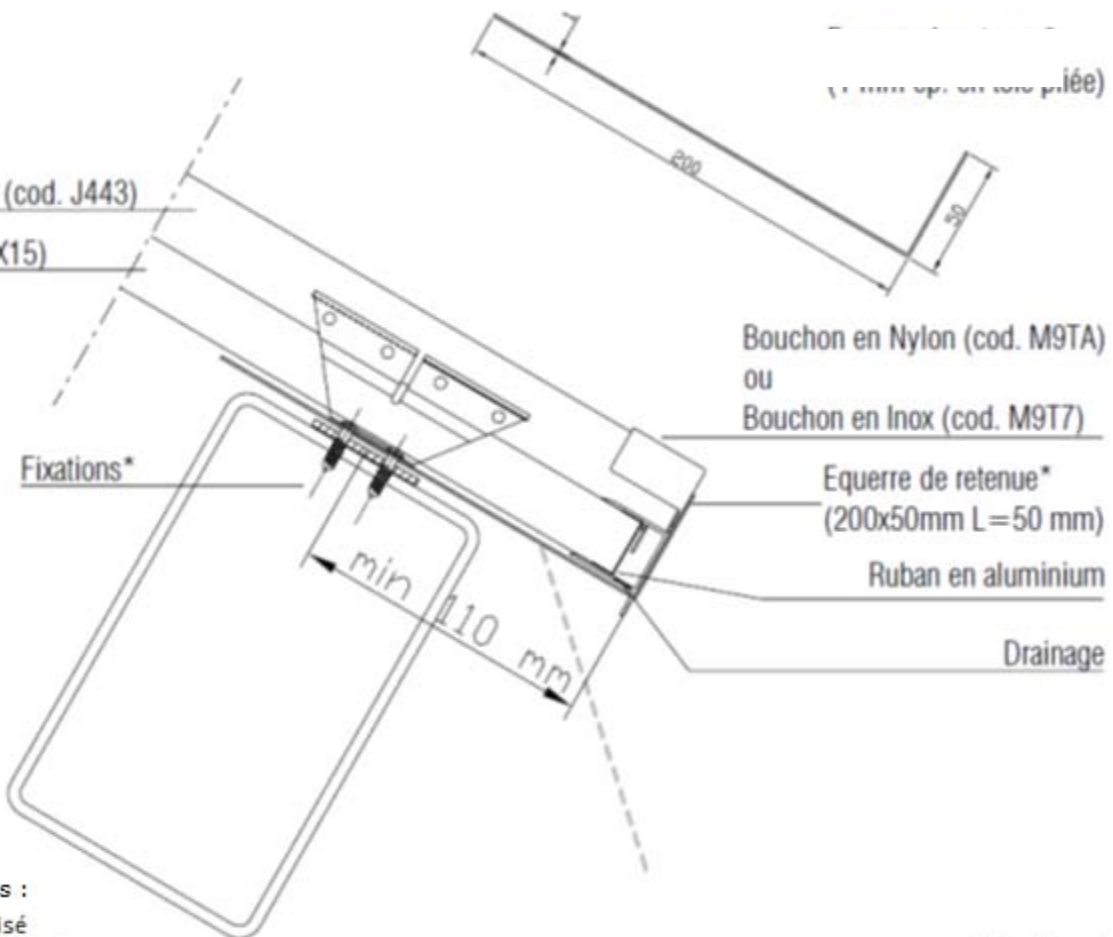 pliée)
200
50
(cod. J443)
X15)
Bouchon en Nylon (cod. M9TA)
ou
Bouchon en Inox (cod. M9T7)
Fixations*
Equerre de retenue*
(200x50mm L=50 mm)
Ruban en aluminium
min 110 mm
Drainage
s :
isé